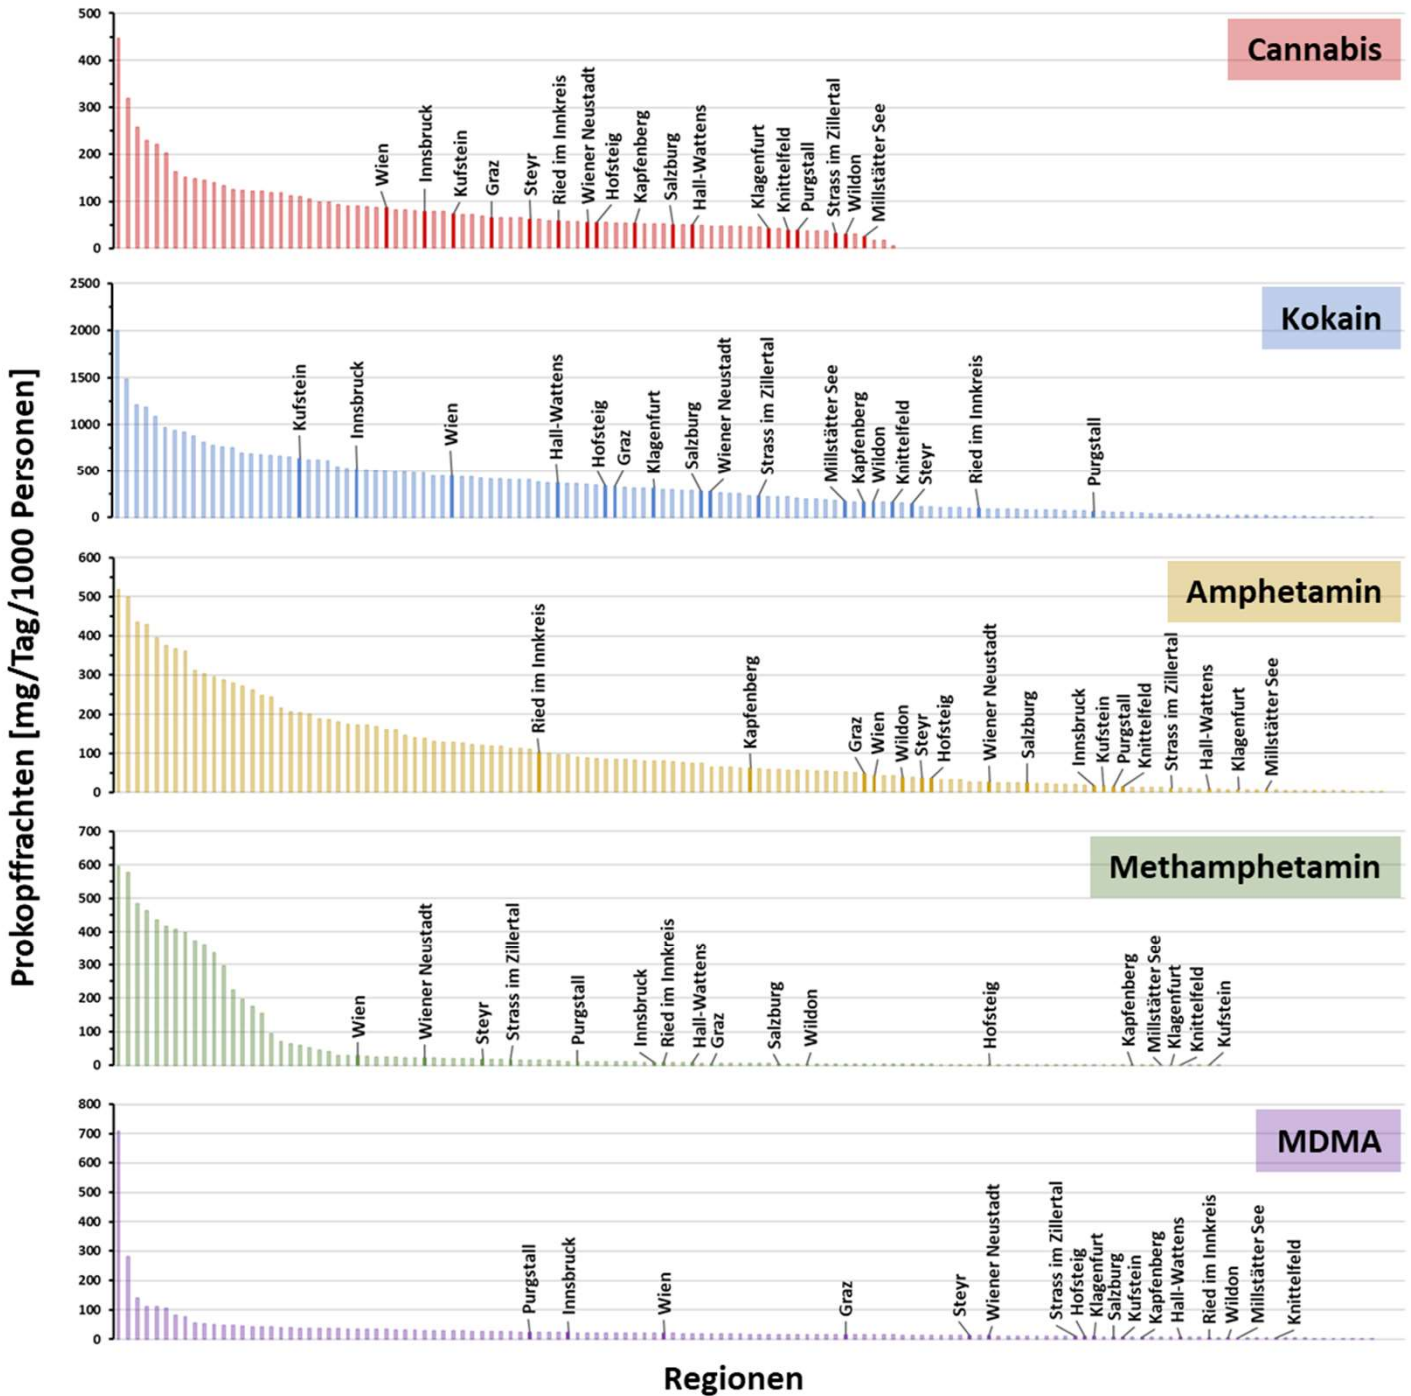 Prokopffrachten [mg/Tag/1000 Personen]
Cannabis
500
400
300
200
100
0
Wien
Innsbruck
Kufstein
Graz
Steyr
Ried im Innkreis
Wiener Neustadt
Hofsteig
Kapfenberg
Salzburg
Hall-Wattens
Klagenfurt
Knittelfeld
Purgstall
Strass im Zillertal
Wildon
Millstätter See
Kokain
2500
2000
1500
1000
500
0
Kufstein
Innsbruck
Wien
Hall-Wattens
Hofsteig
Graz
Klagenfurt
Salzburg
Wiener Neustadt
Strass im Zillertal
Millstätter See
Kapfenberg
Wildon
Knittelfeld
Steyr
Ried im Innkreis
Purgstall
Amphetamin
600
500
400
300
200
100
0
Ried im Innkreis
Kapfenberg
Graz
Wien
Wildon
Steyr
Hofsteig
Wiener Neustadt
Salzburg
Innsbruck
Kufstein
Purgstall
Knittelfeld
Strass im Zillertal
Hall-Wattens
Klagenfurt
Millstätter See
Methamphetamin
700
600
500
400
300
200
100
0
Wien
Wiener Neustadt
Steyr
Strass im Zillertal
Purgstall
Innsbruck
Ried im Innkreis
Hall-Wattens
Graz
Salzburg
Wildon
Hofsteig
Kapfenberg
Millstätter See
Klagenfurt
Knittelfeld
Kufstein
MDMA
800
700
600
500
400
300
200
100
0
Purgstall
Innsbruck
Wien
Graz
Steyr
Wiener Neustadt
Strass im Zillertal
Hofsteig
Klagenfurt
Salzburg
Kufstein
Kapfenberg
Hall-Wattens
Ried im Innkreis
Wildon
Millstätter See
Knittelfeld
Regionen